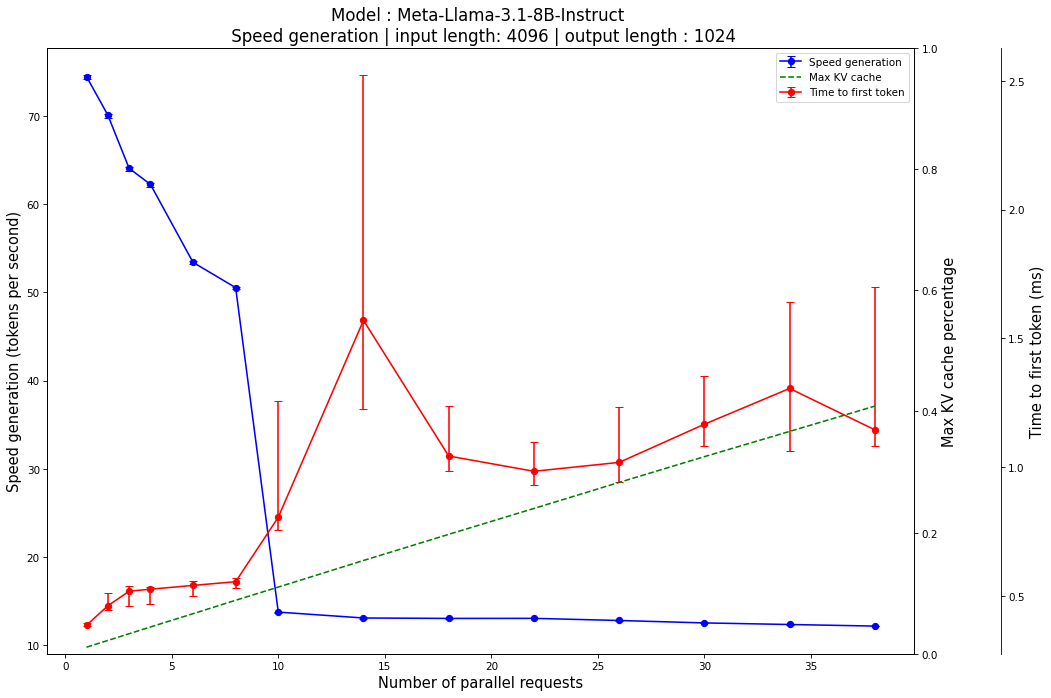 Model : Meta-Llama-3.1-8B-Instruct
Speed generation | input length: 4096 | output length : 1024
Speed generation
Max KV cache
Time to first token
Speed generation (tokens per second)
70
60
50
40
30
20
10
0
5
10
15
20
25
30
35
Number of parallel requests
1.0
0.8
0.6
0.4
0.2
0.0
Max KV cache percentage
2.5
2.0
1.5
1.0
0.5
Time to first token (ms)